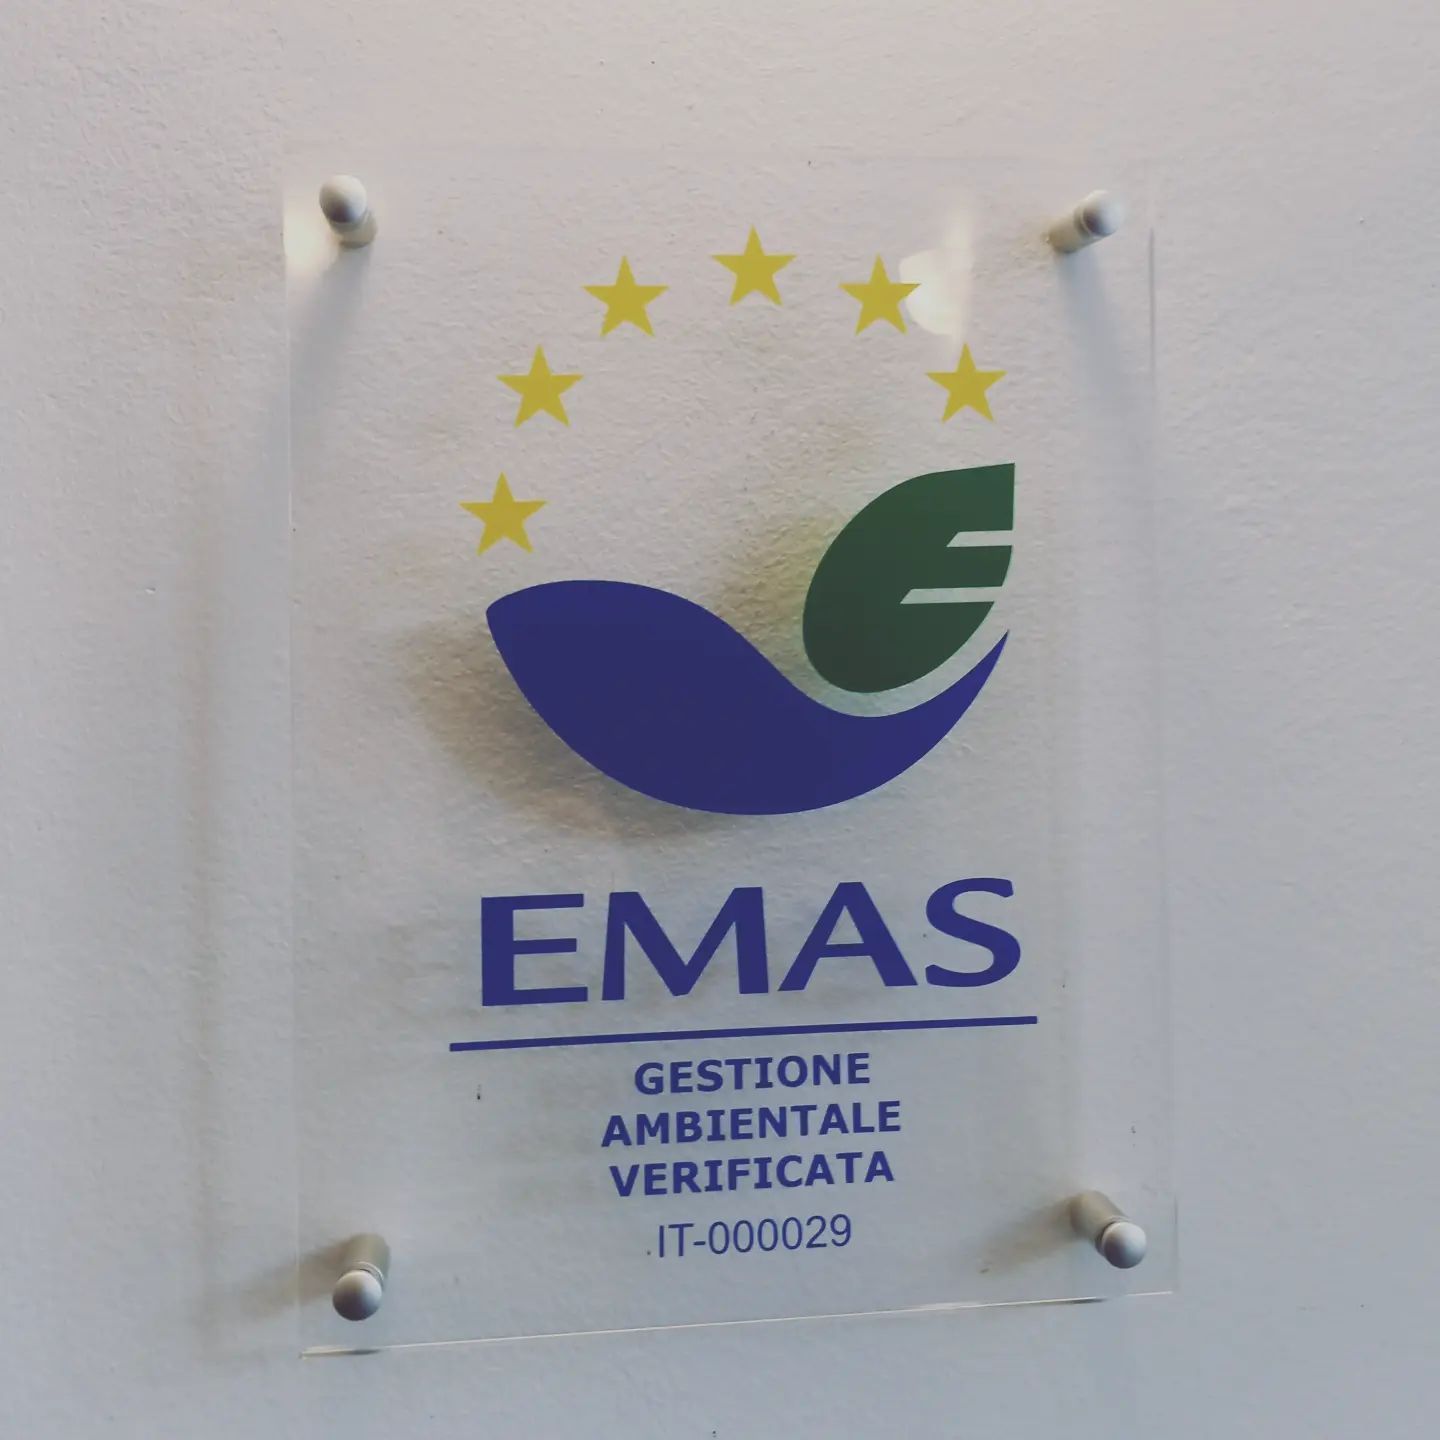 EMAS
GESTIONE
AMBIENTALE
VERIFICATA
IT-000029